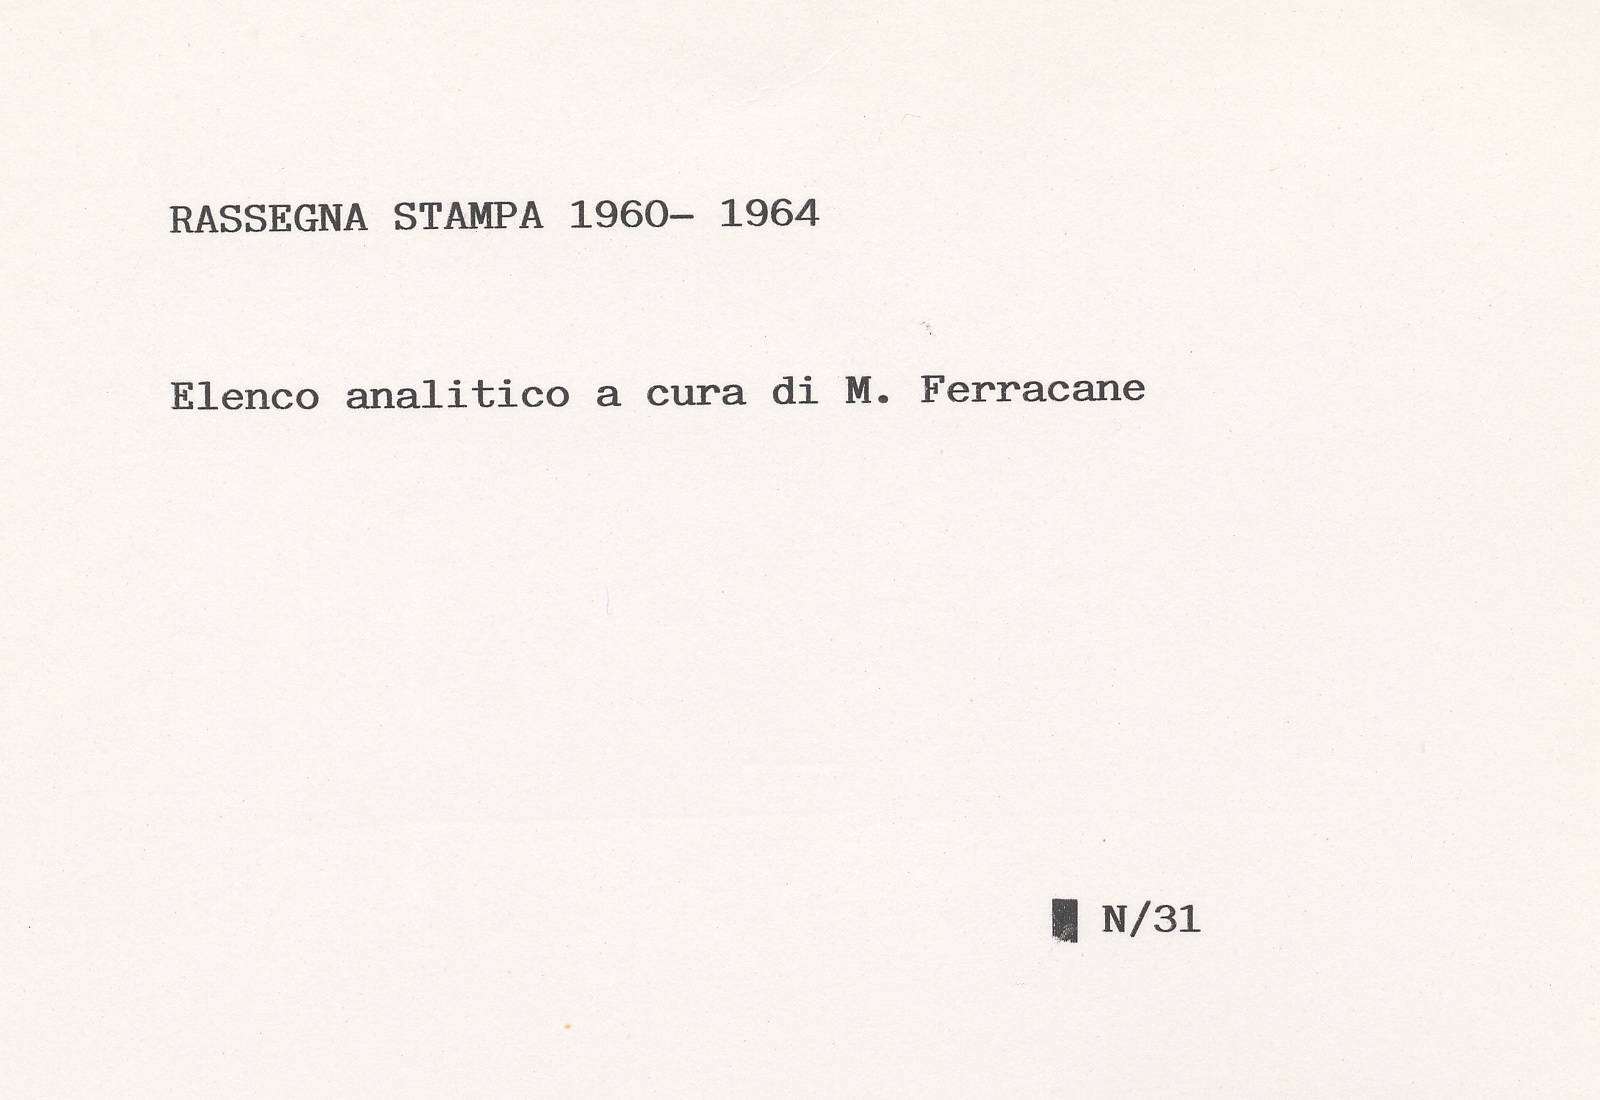 RASSEGNA STAMPA 1960- 1964
Elenco analitico a cura di M. Ferracane
N/31